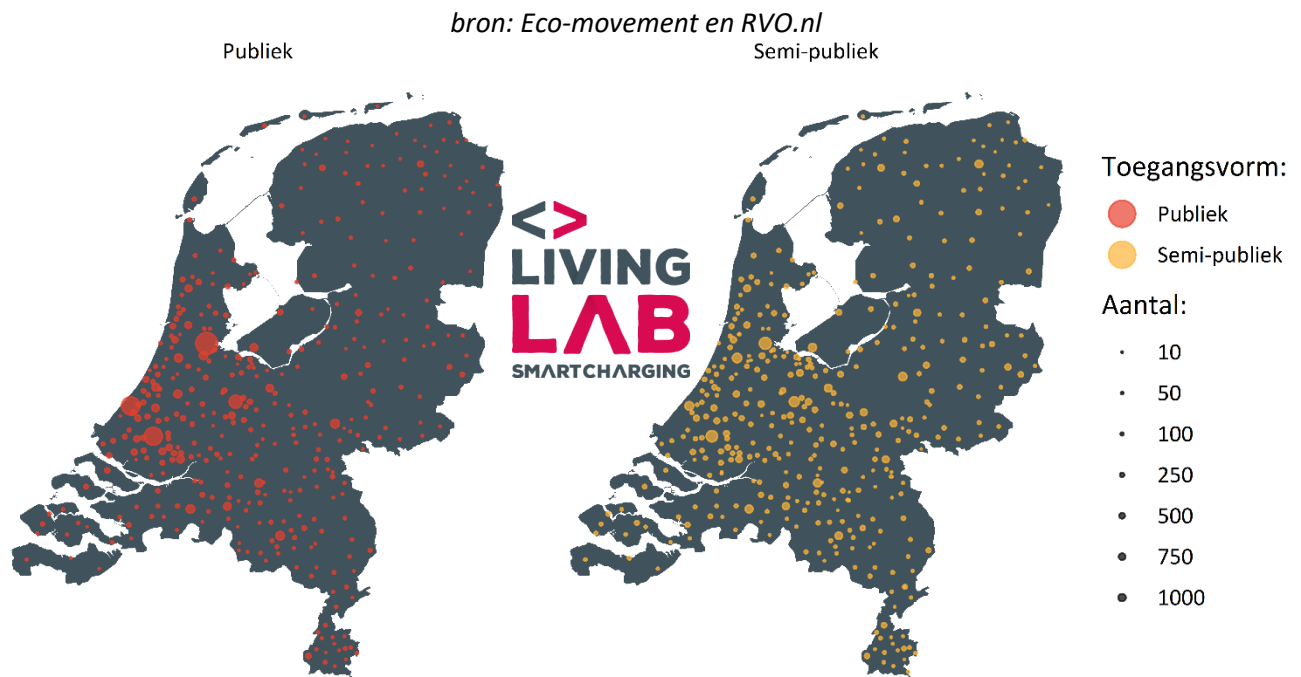 bron: Eco-movement en RVO.nl
Publiek
Semi-publiek
<>
LIVING
LAB
SMARTCHARGING
Toegangsvorm:
Publiek
Semi-publiek
Aantal:
10
50
100
250
500
750
1000